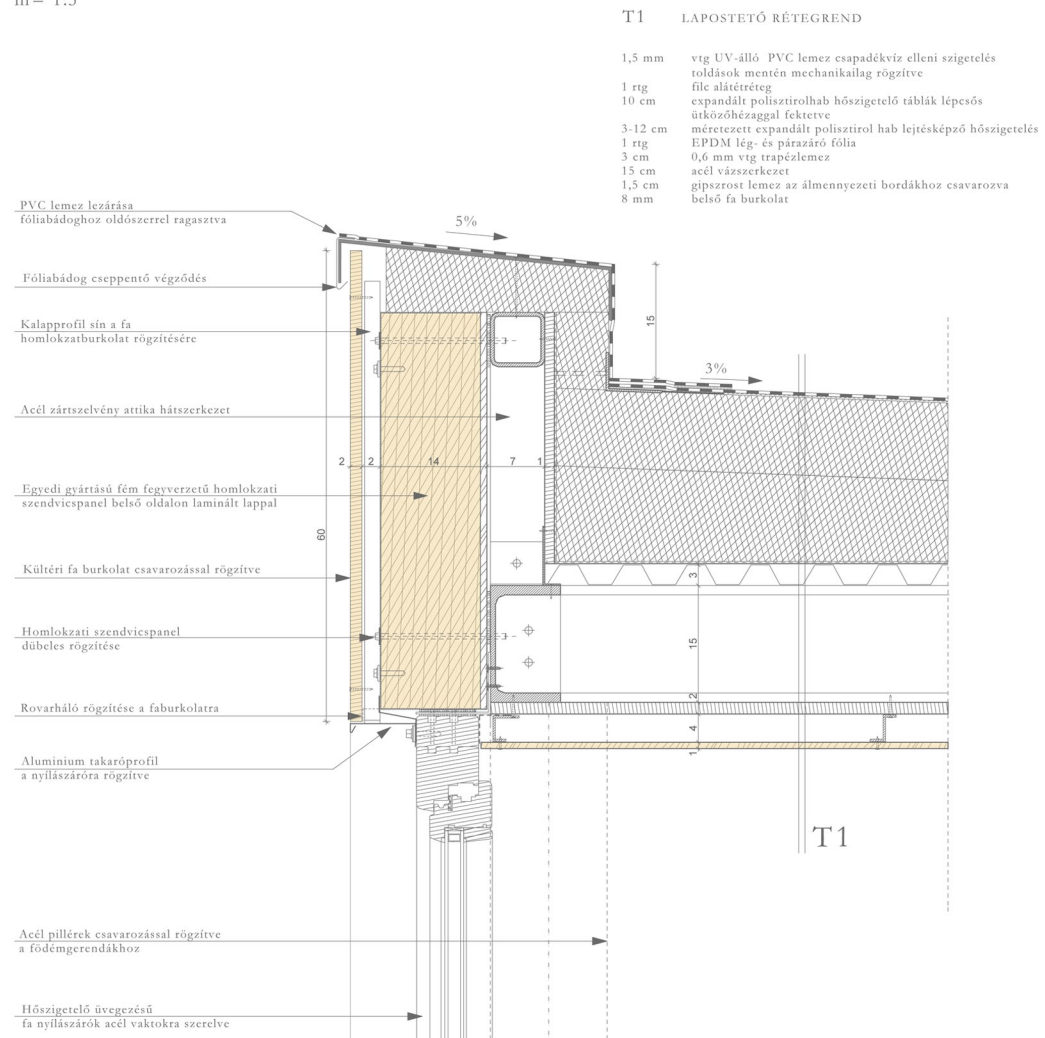 m= 1:5
T1 LAPOSTETŐ RÉTEGREND
1,5 mm vtg UV-álló PVC lemez csapadékvíz elleni szigetelés
toldások mentén mechanikailag rögzítve
1 rtg filc alátétréteg
10 cm expandált polisztirolhab hőszigetelő táblák lépcsős
ütközőhézaggal fektetve
3-12 cm méretezett expandált polisztirol hab lejtésképző hőszigetelés
1 rtg EPDM lég- és párazáró fólia
3 cm 0,6 mm vtg trapézlemez
15 cm acél vázszerkezet
1,5 cm gipszrost lemez az álmennyezeti bordákhoz csavarozva
8 mm belső fa burkolat
PVC lemez lezárása
fóliabádoghoz oldószerrel ragasztva
5%
Fóliabádog cseppentő végződés
Kalapprofil sín a fa
homlokzatburkolat rögzítésére
15
3%
Acél zártszelvény attika hátszerkezet
2 2 14 7 1
Egyedi gyártású fém fegyverzetű homlokzati
szendvicspanel belső oldalon laminált lappal
60
Kültéri fa burkolat csavarozással rögzítve
3
Homlokzati szendvicspanel
dübeles rögzítése
15
2
Rovarháló rögzítése a faburkolatra
4
1
Aluminium takaróprofil
a nyílászáróra rögzítve
T1
Acél pillérek csavarozással rögzítve
a födémgerendákhoz
Hőszigetelő üvegezésű
fa nyílászárók acél vaktokra szerelve